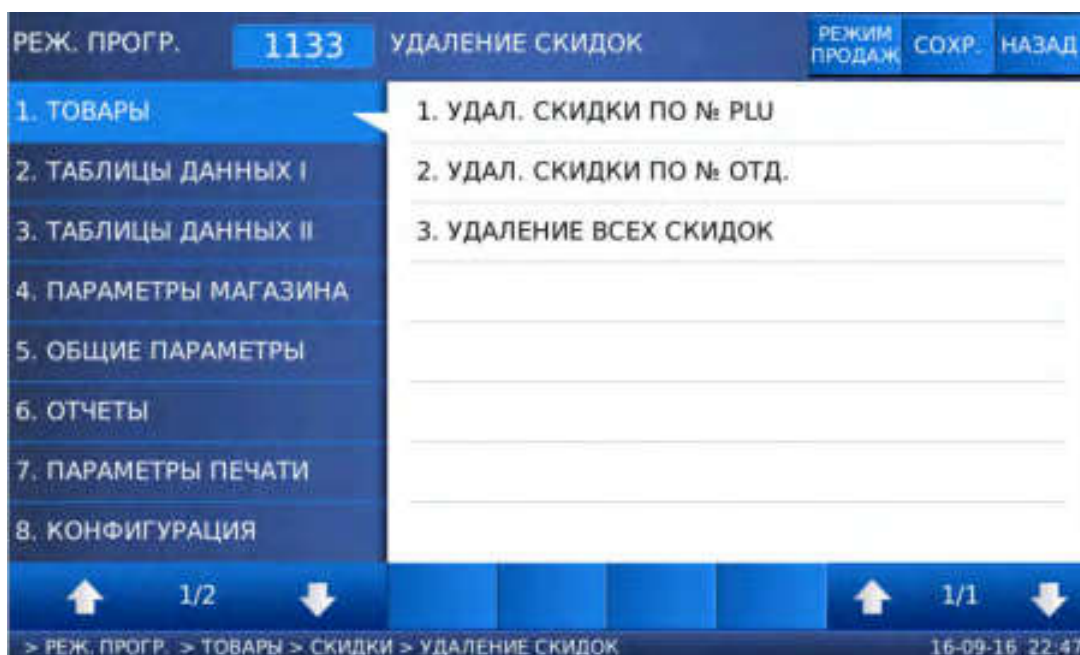 РЕЖ. ПРОГР. 1133 УДАЛЕНИЕ СКИДОК РЕЖИМ ПРОДАЖ СОХР. НАЗАД
1. ТОВАРЫ
2. ТАБЛИЦЫ ДАННЫХ I
3. ТАБЛИЦЫ ДАННЫХ II
4. ПАРАМЕТРЫ МАГАЗИНА
5. ОБЩИЕ ПАРАМЕТРЫ
6. ОТЧЕТЫ
7. ПАРАМЕТРЫ ПЕЧАТИ
8. КОНФИГУРАЦИЯ
1. УДАЛ. СКИДКИ ПО № PLU
2. УДАЛ. СКИДКИ ПО № ОТД.
3. УДАЛЕНИЕ ВСЕХ СКИДОК
1/2 1/1
> РЕЖ. ПРОГР. > ТОВАРЫ > СКИДКИ > УДАЛЕНИЕ СКИДОК 16-09-16 22:47